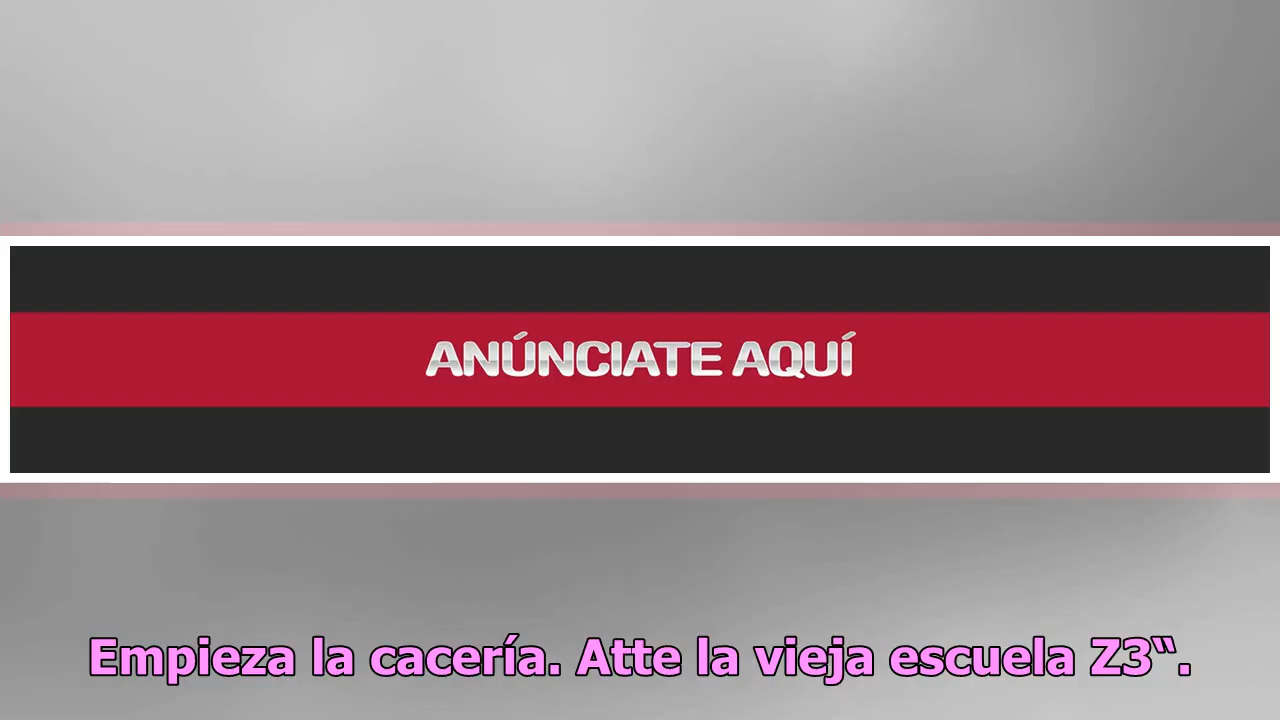 ANÚNCIATE AQUÍ
Empieza la cacería. Atte la vieja escuela Z3“.